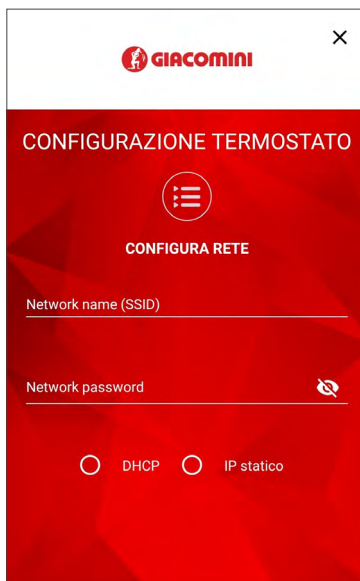 GIACOMINI
CONFIGURAZIONE TERMOSTATO
CONFIGURA RETE
Network name (SSID)
Network password
DHCP IP statico